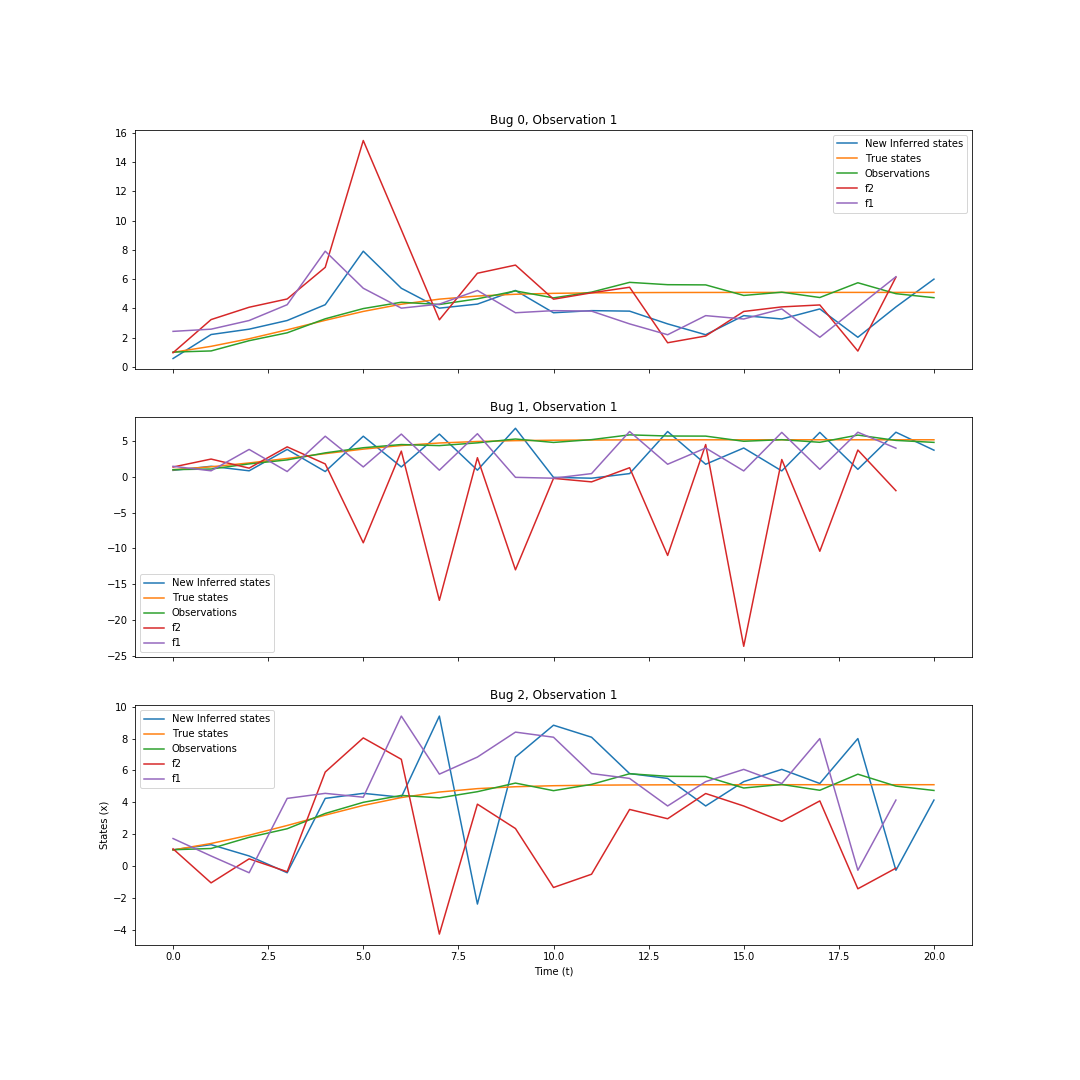 Bug 0, Observation 1
16
14
12
10
8
6
4
2
0
New Inferred states
True states
Observations
f2
f1
Bug 1, Observation 1
5
0
−5
−10
−15
−20
−25
New Inferred states
True states
Observations
f2
f1
Bug 2, Observation 1
10
8
6
4
2
0
−2
−4
States (x)
New Inferred states
True states
Observations
f2
f1
0.0 2.5 5.0 7.5 10.0 12.5 15.0 17.5 20.0
Time (t)